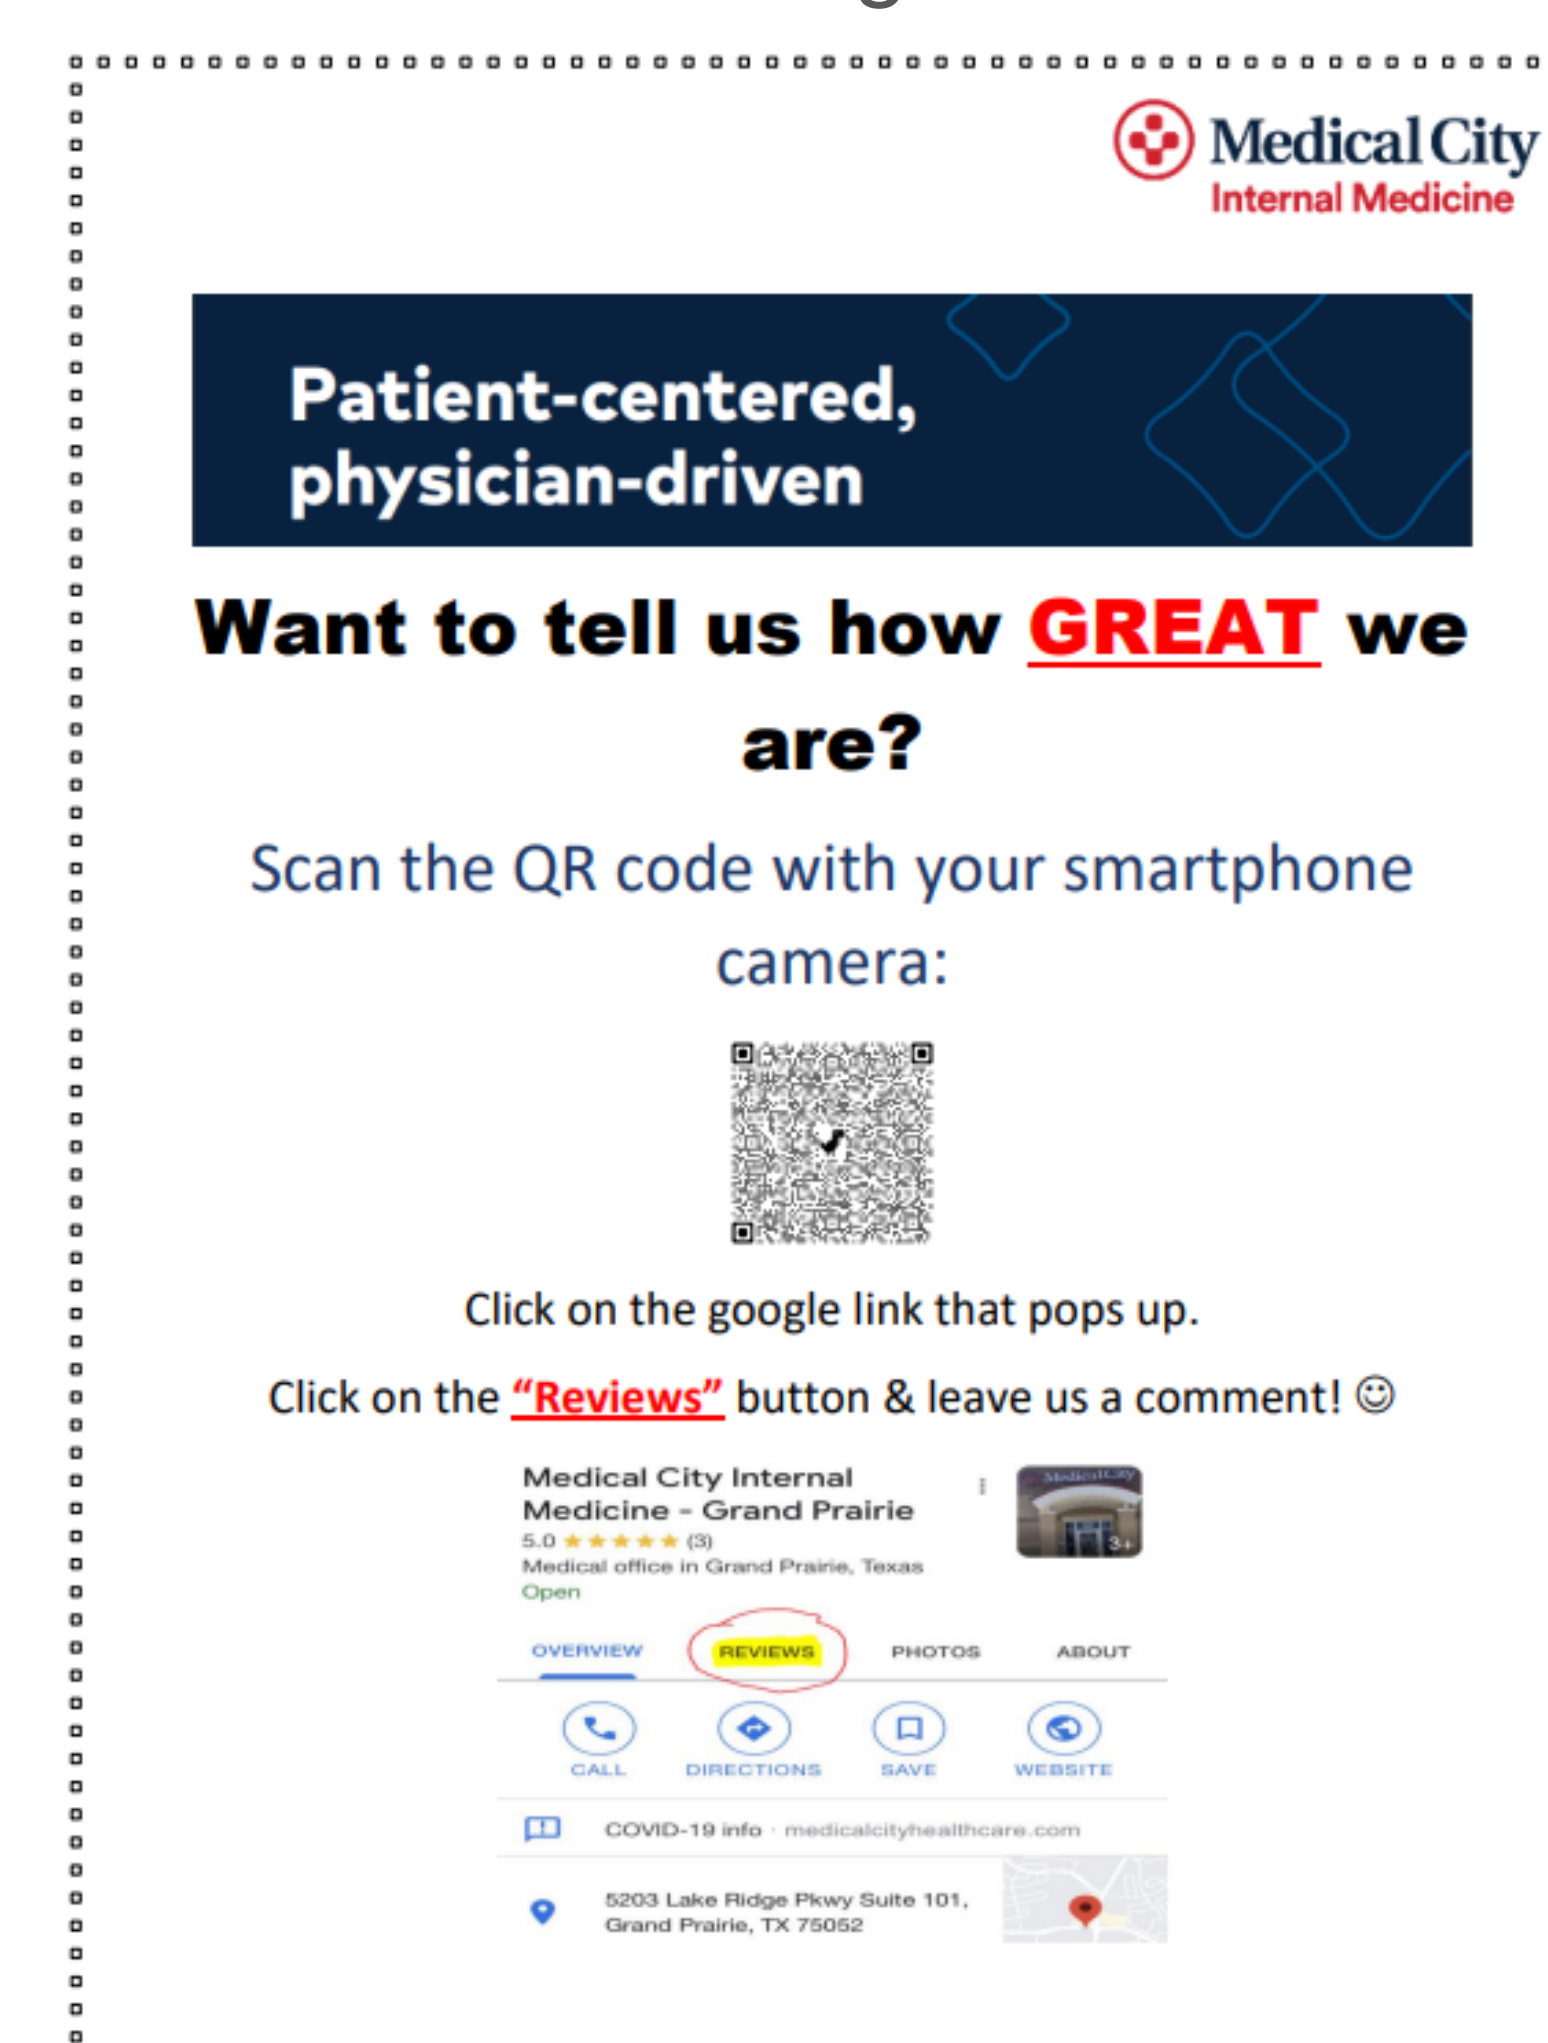 Medical City
Internal Medicine
Patient-centered,
physician-driven
Want to tell us how GREAT we
are?
Scan the QR code with your smartphone
camera:
Click on the google link that pops up.
Click on the “Reviews” button & leave us a comment! ☺
Medical City Internal
Medicine - Grand Prairie
5.0 ★★★★★ (3)
Medical office in Grand Prairie, Texas
Open
MedicalCity
3+
OVERVIEW REVIEWS PHOTOS ABOUT
CALL DIRECTIONS SAVE WEBSITE
COVID-19 info · medicalcityhealthcare.com
5203 Lake Ridge Pkwy Suite 101,
Grand Prairie, TX 75052